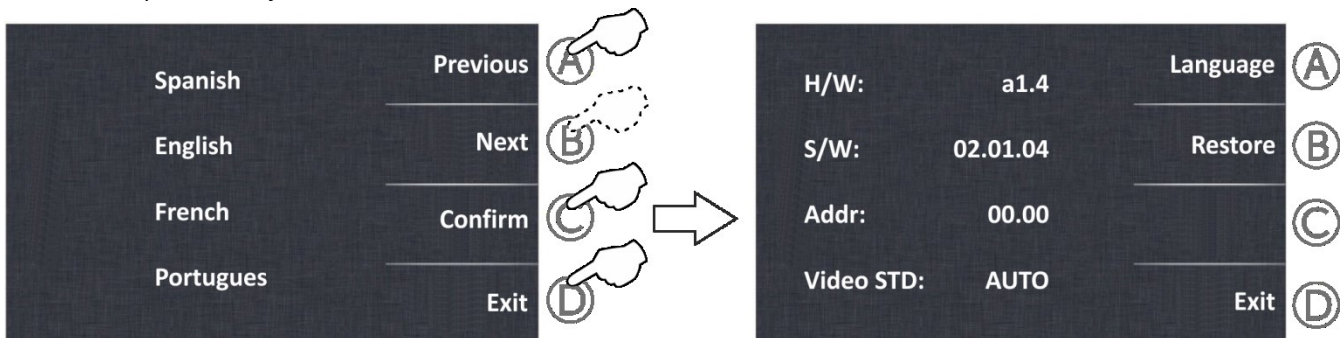 Spanish
English
French
Portugues
Previous A
Next B
Confirm C
Exit D
H/W: a1.4
S/W: 02.01.04
Addr: 00.00
Video STD: AUTO
Language A
Restore B
C
Exit D